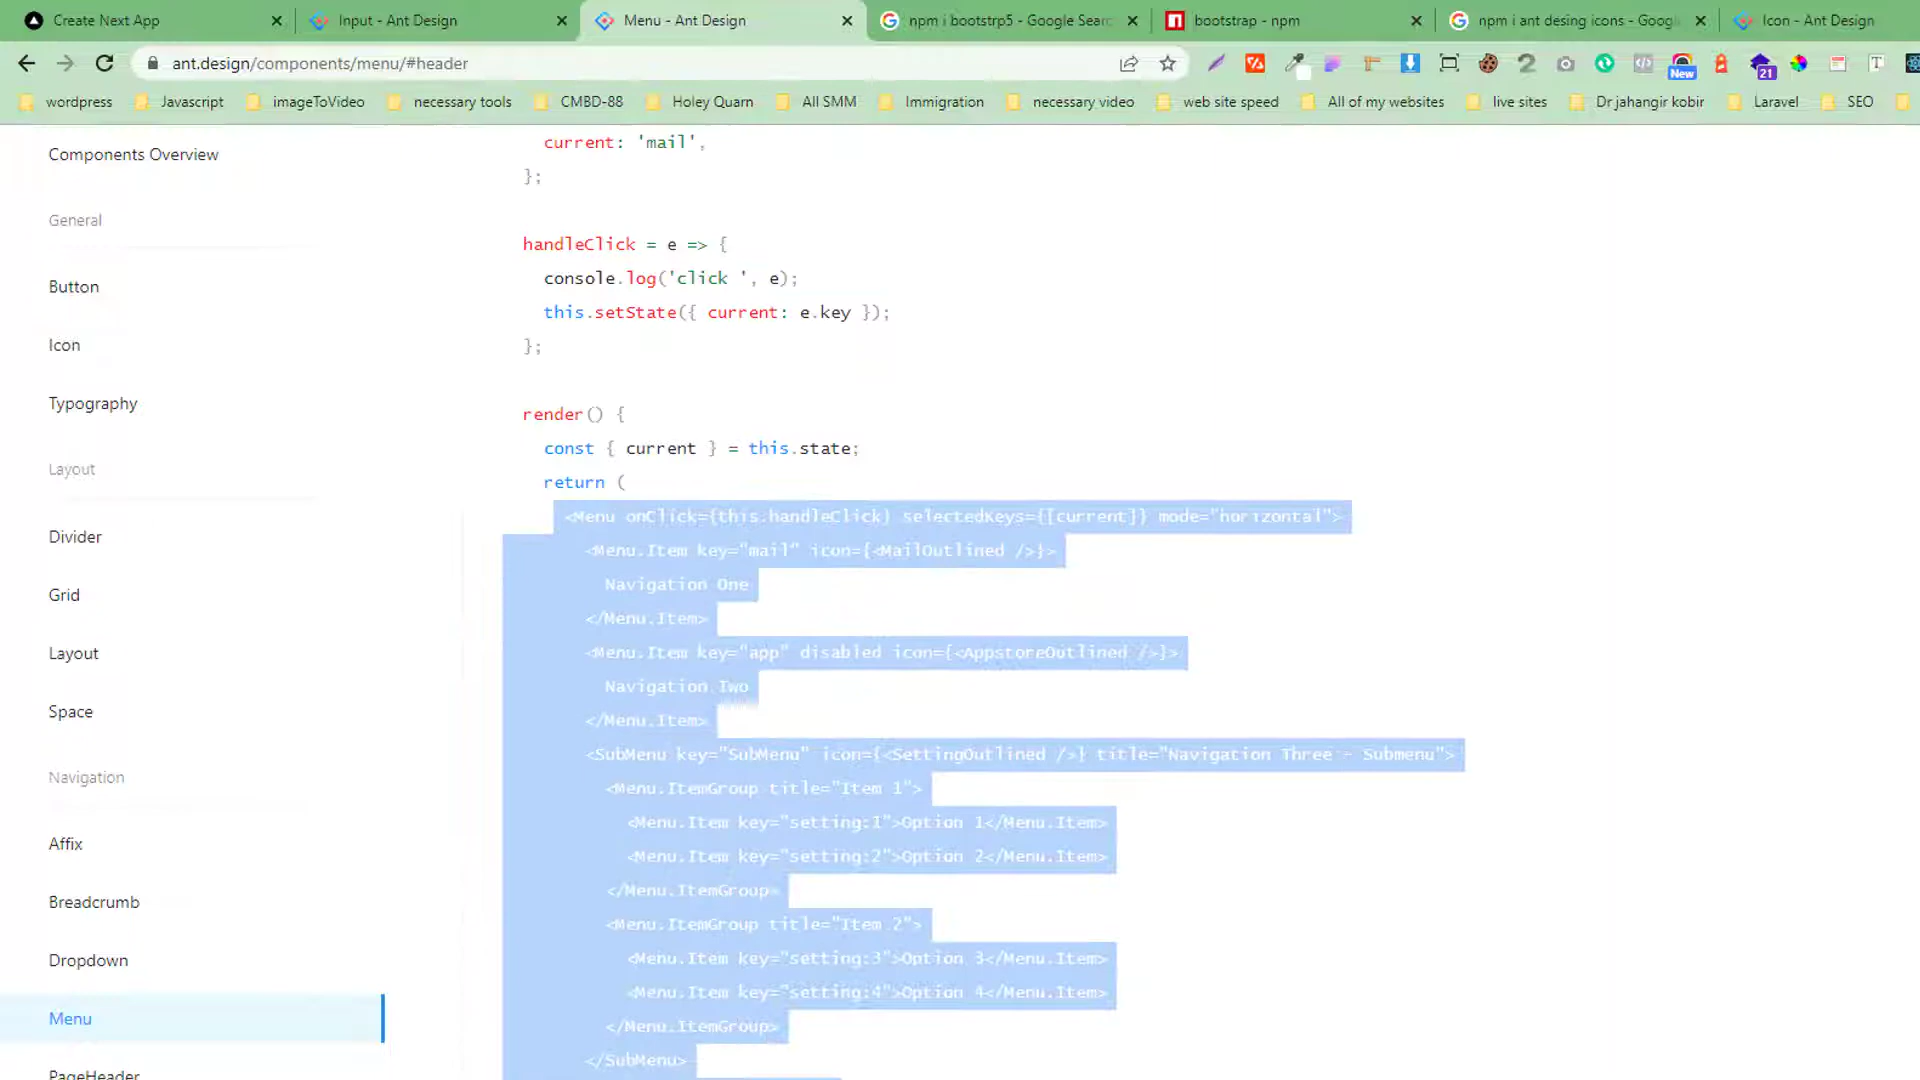 Create Next App
Input - Ant Design
Menu - Ant Design
npm i bootstrp5 - Google Searc
bootstrap - npm
npm i ant desing icons - Googl
Icon - Ant Design
ant.design/components/menu/#header
New
21
wordpress
Javascript
imageToVideo
necessary tools
CMBD-88
Holey Quarn
All SMM
Immigration
necessary video
web site speed
All of my websites
live sites
Dr jahangir kobir
Laravel
SEO
Components Overview
General
Button
Icon
Typography
Layout
Divider
Grid
Layout
Space
Navigation
Affix
Breadcrumb
Dropdown
Menu
PageHeader
current: 'mail',
};
handleClick = e => {
console.log('click ', e);
this.setState({ current: e.key });
};
render() {
const { current } = this.state;
return (
<Menu onClick={this.handleClick} selectedKeys={[current]} mode="horizontal">
<Menu.Item key="mail" icon={<MailOutlined />}>
Navigation One
</Menu.Item>
<Menu.Item key="app" disabled icon={<AppstoreOutlined />}>
Navigation Two
</Menu.Item>
<SubMenu key="SubMenu" icon={<SettingOutlined />} title="Navigation Three - Submenu">
<Menu.ItemGroup title="Item 1">
<Menu.Item key="setting:1">Option 1</Menu.Item>
<Menu.Item key="setting:2">Option 2</Menu.Item>
</Menu.ItemGroup>
<Menu.ItemGroup title="Item 2">
<Menu.Item key="setting:3">Option 3</Menu.Item>
<Menu.Item key="setting:4">Option 4</Menu.Item>
</Menu.ItemGroup>
</SubMenu>